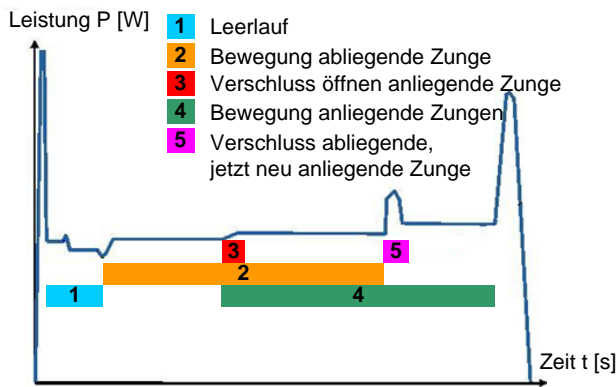 Leistung P [W]
1 Leerlauf
2 Bewegung abliegende Zunge
3 Verschluss öffnen anliegende Zunge
4 Bewegung anliegende Zungen
5 Verschluss abliegende,
jetzt neu anliegende Zunge
3
5
2
1
4
Zeit t [s]